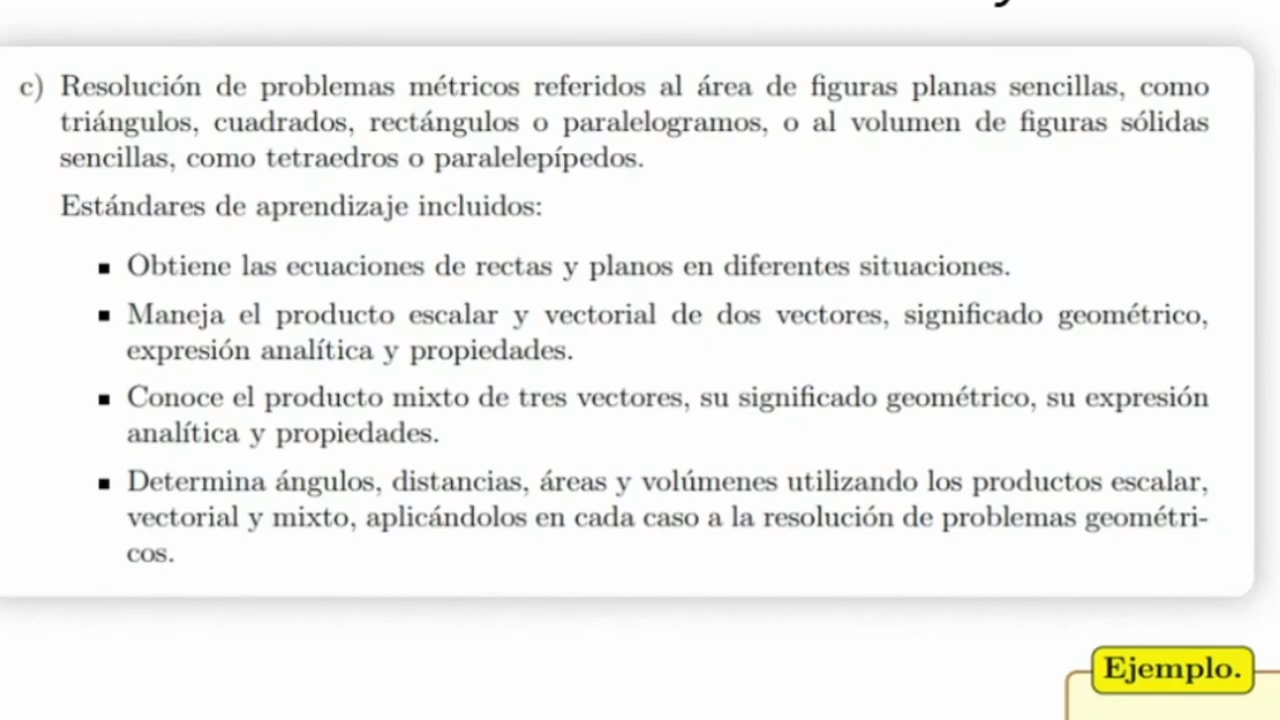 c) Resolución de problemas métricos referidos al área de figuras planas sencillas, como
triángulos, cuadrados, rectángulos o paralelogramos, o al volumen de figuras sólidas
sencillas, como tetraedros o paralelepípedos.
Estándares de aprendizaje incluidos:
▪ Obtiene las ecuaciones de rectas y planos en diferentes situaciones.
▪ Maneja el producto escalar y vectorial de dos vectores, significado geométrico,
expresión analítica y propiedades.
▪ Conoce el producto mixto de tres vectores, su significado geométrico, su expresión
analítica y propiedades.
▪ Determina ángulos, distancias, áreas y volúmenes utilizando los productos escalar,
vectorial y mixto, aplicándolos en cada caso a la resolución de problemas geométri-
cos.
Ejemplo.